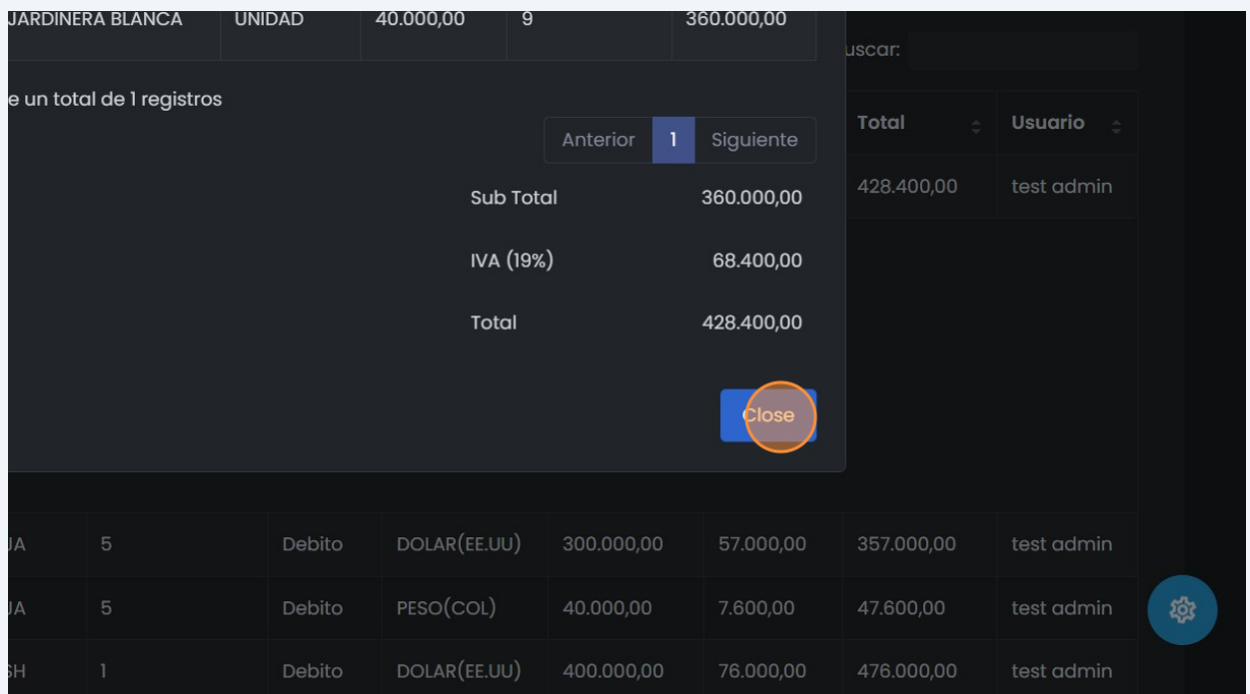 JARDINERA BLANCA UNIDAD 40.000,00 9 360.000,00
uscar:
e un total de 1 registros
Anterior 1 Siguiente
Total Usuario
Sub Total 360.000,00
428.400,00 test admin
IVA (19%) 68.400,00
Total 428.400,00
Close
JA 5 Debito DOLAR(EE.UU) 300.000,00 57.000,00 357.000,00 test admin
JA 5 Debito PESO(COL) 40.000,00 7.600,00 47.600,00 test admin
SH 1 Debito DOLAR(EE.UU) 400.000,00 76.000,00 476.000,00 test admin